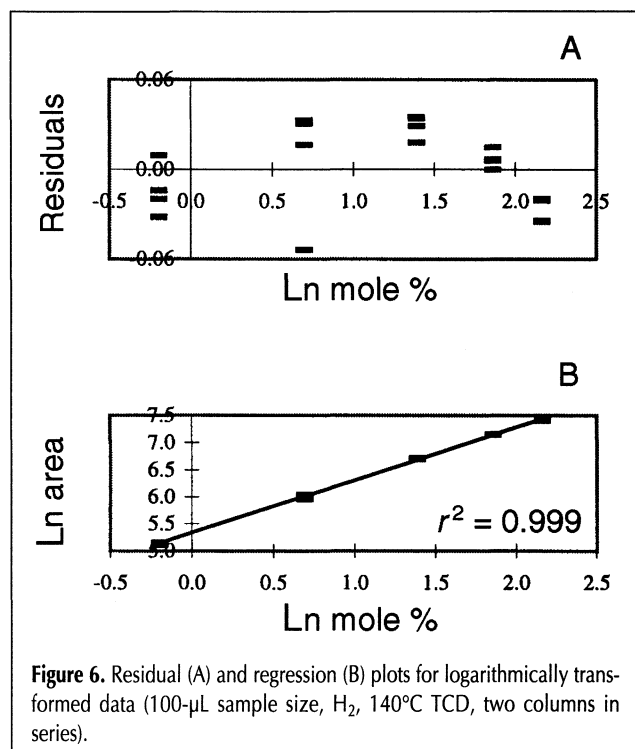 A
Residuals
0.06
0.00
-0.5 0.0 0.5 1.0 1.5 2.0 2.5
0.06
Ln mole %
B
Ln area
7.5
7.0
6.5
6.0
5.5
5.0
r² = 0.999
-0.5 0.0 0.5 1.0 1.5 2.0 2.5
Ln mole %
Figure 6. Residual (A) and regression (B) plots for logarithmically trans-
formed data (100-µL sample size, H₂, 140°C TCD, two columns in
series).